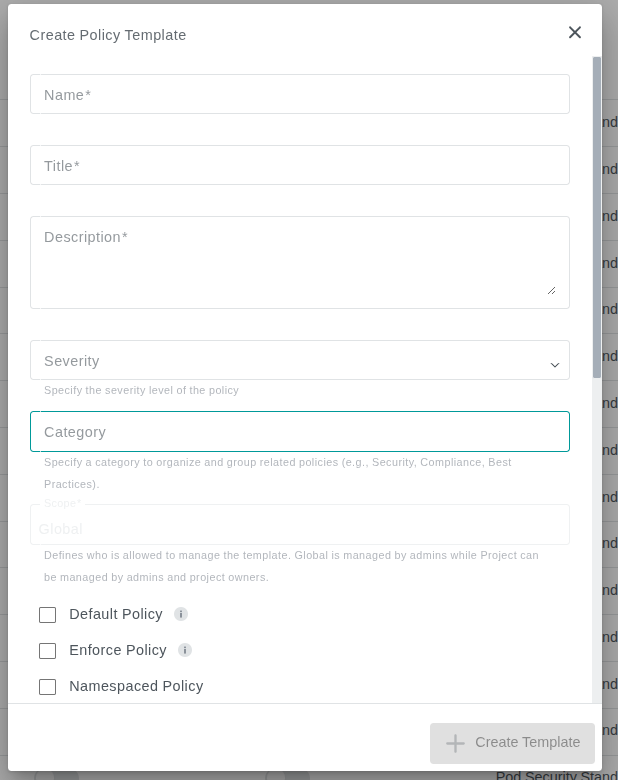 Create Policy Template
Name*
Title*
Description*
Severity
Specify the severity level of the policy
Category
Specify a category to organize and group related policies (e.g., Security, Compliance, Best
Practices).
Scope*
Global
Defines who is allowed to manage the template. Global is managed by admins while Project can
be managed by admins and project owners.
Default Policy
Enforce Policy
Namespaced Policy
Create Template
nd
nd
nd
nd
nd
nd
nd
nd
nd
nd
nd
nd
nd
nd
Pod Security Stand